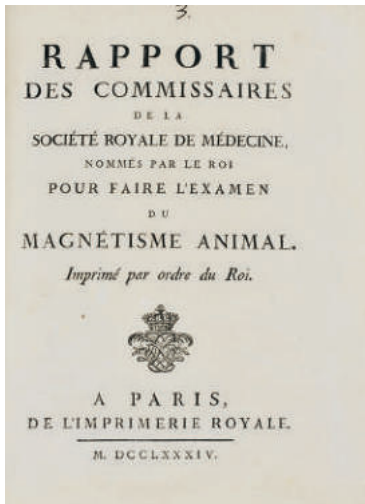 3.
RAPPORT
DES COMMISSAIRES
DE LA
SOCIÉTÉ ROYALE DE MÉDECINE,
NOMMÉS PAR LE ROI
POUR FAIRE L'EXAMEN
DU
MAGNÉTISME ANIMAL.
Imprimé par ordre du Roi.
A PARIS,
DE L'IMPRIMERIE ROYALE.
M. DCCLXXXIV.